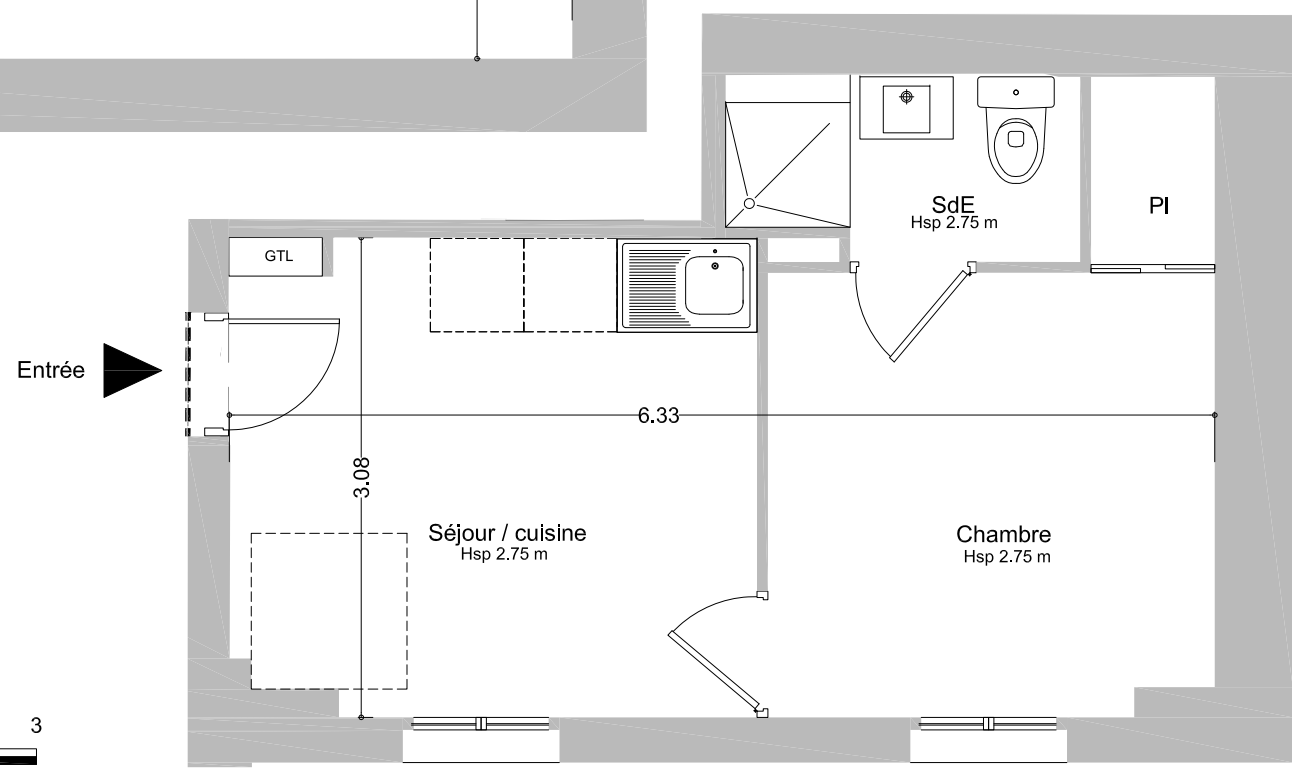 SdE
Hsp 2.75 m
Pl
GTL
Entrée
6.33
3.08
Séjour / cuisine
Hsp 2.75 m
Chambre
Hsp 2.75 m
3